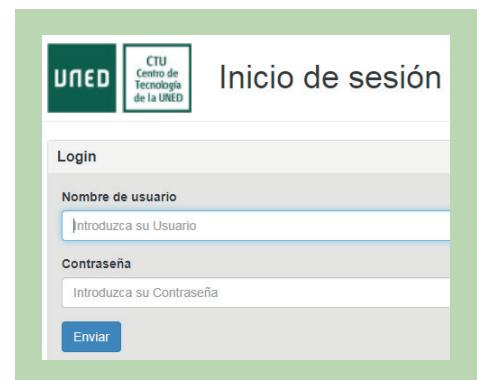 UNED
CTU
Centro de
Tecnología
de la UNED
Inicio de sesión
Login
Nombre de usuario
Introduzca su Usuario
Contraseña
Introduzca su Contraseña
Enviar